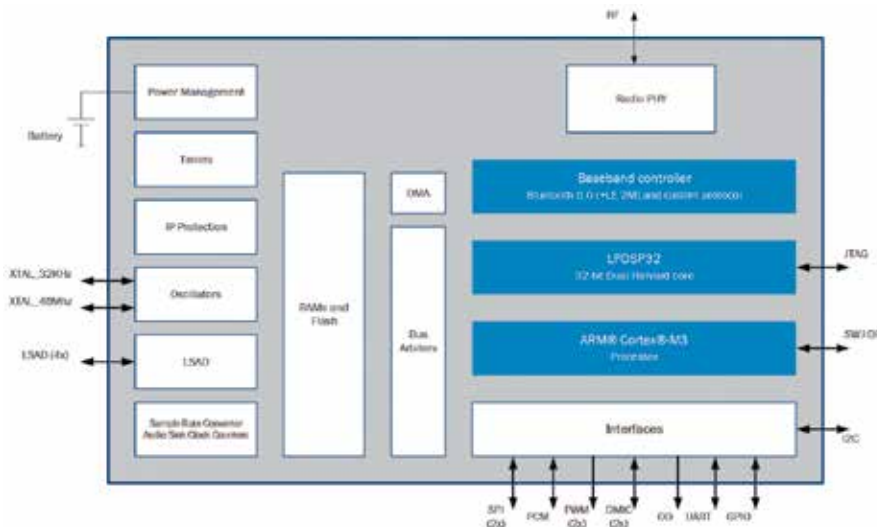 RF
Power Management
Radio PHY
Battery
Timers
Baseband controller
Bluetooth 5.0 (+LE 2M) and custom protocol
DMA
IP Protection
LPDSP32
32-bit Dual Harvard core
JTAG
XTAL_32KHz
XTAL_48Mhz
Oscillators
RAMs and
Flash
Bus
Arbiters
ARM® Cortex®-M3
Processor
LSAD (4x)
LSAD
Sample Rate Converter
Audio Sink Clock Counters
Interfaces
I2C
SPI
(2x)
PCM
PWM
(2x)
DMIC
(2x)
OD
UART
GPIO